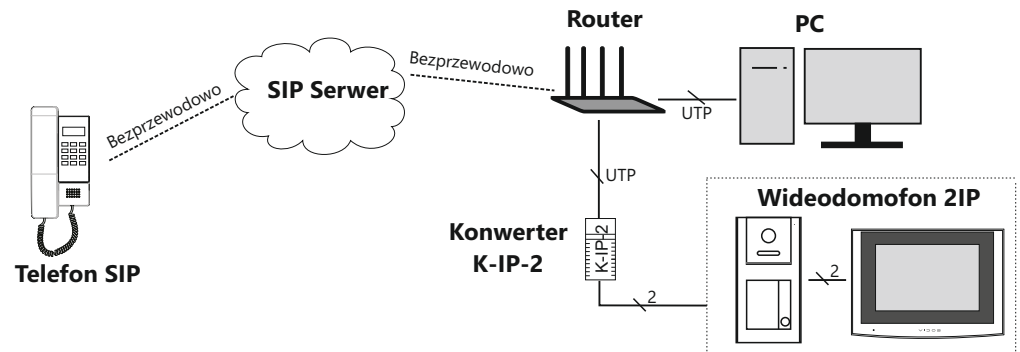 Router
PC
Bezprzewodowo
SIP Serwer
Bezprzewodowo
UTP
UTP
Wideodomofon 2IP
Konwerter
K-IP-2
K-IP-2
2
2
Telefon SIP
VIDOS